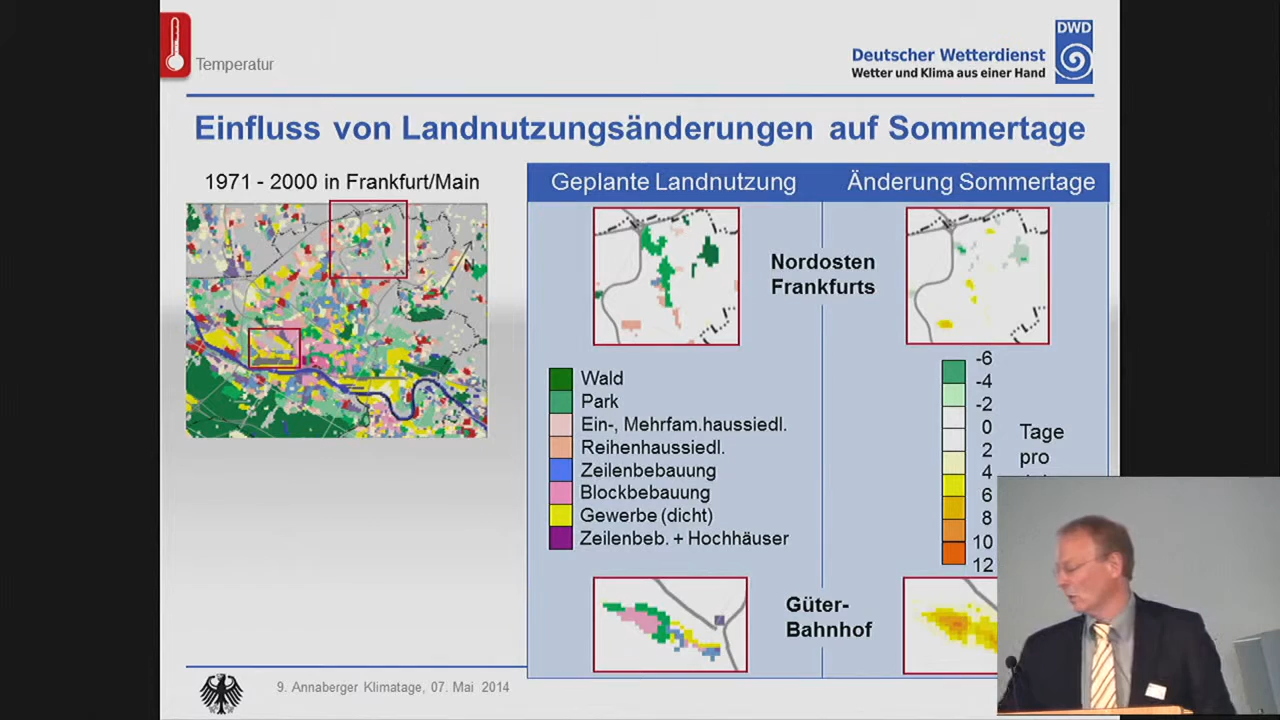 Temperatur
DWD
Deutscher Wetterdienst
Wetter und Klima aus einer Hand
Einfluss von Landnutzungsänderungen auf Sommertage
1971 - 2000 in Frankfurt/Main
Geplante Landnutzung
Änderung Sommertage
Nordosten
Frankfurts
Wald
Park
Ein-, Mehrfam.haussiedl.
Reihenhaussiedl.
Zeilenbebauung
Blockbebauung
Gewerbe (dicht)
Zeilenbeb. + Hochhäuser
-6
-4
-2
0
2
4
6
8
10
12
Tage
pro
Güter-
Bahnhof
9. Annaberger Klimatage, 07. Mai 2014